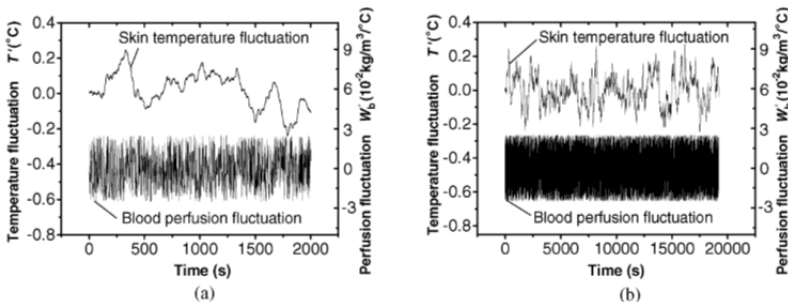 0.4
0.2
0.0
-0.2
-0.4
-0.6
-0.8
Temperature fluctuation T'(°C)
Skin temperature fluctuation
Blood perfusion fluctuation
9
6
3
0
-3
Perfusion fluctuation W'b (10-2kg/m3/°C)
0 500 1000 1500 2000
Time (s)
(a)
0.4
0.2
0.0
-0.2
-0.4
-0.6
-0.8
Temperature fluctuation T'(°C)
Skin temperature fluctuation
Blood perfusion fluctuation
9
6
3
0
-3
Perfusion fluctuation W'b (10-2kg/m3/°C)
0 5000 10000 15000 20000
Time (s)
(b)